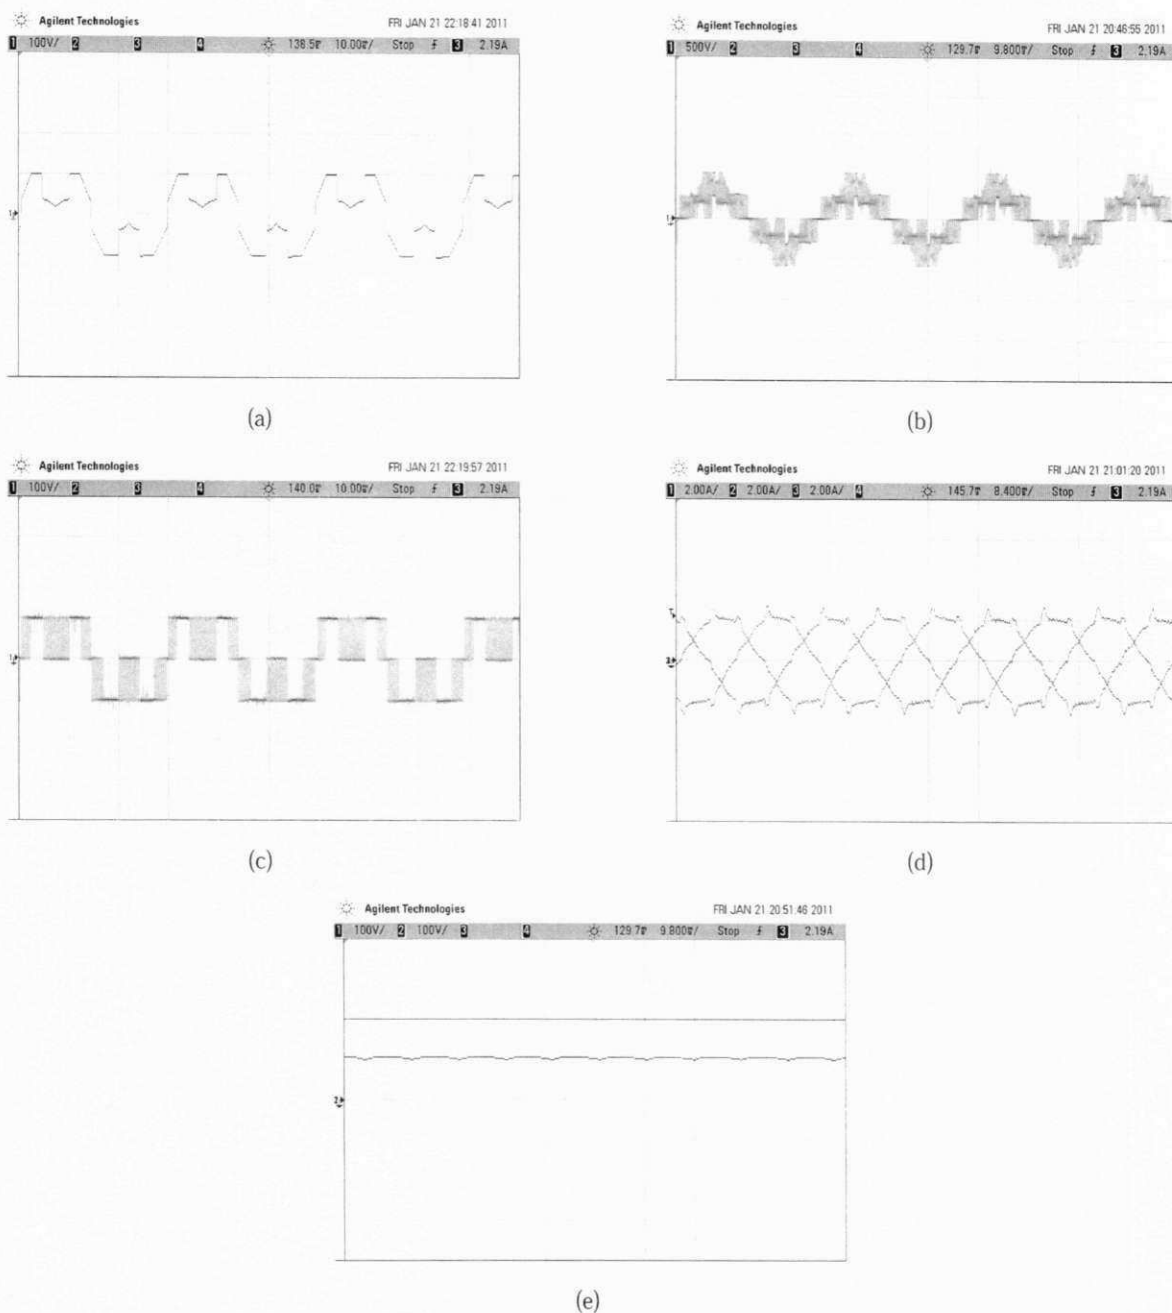 Agilent Technologies FRI JAN 21 22:18:41 2011
1 100V/ 2 3 4 138.5 10.00 / Stop 3 2.19A
(a)
Agilent Technologies FRI JAN 21 20:46:55 2011
1 500V/ 2 3 4 129.7 9.800 / Stop 3 2.19A
(b)
Agilent Technologies FRI JAN 21 22:19:57 2011
1 100V/ 2 3 4 140.0 10.00 / Stop 3 2.19A
(c)
Agilent Technologies FRI JAN 21 21:01:20 2011
1 2.00A/ 2 2.00A/ 3 2.00A/ 4 145.7 8.400 / Stop 3 2.19A
(d)
Agilent Technologies FRI JAN 21 20:51:46 2011
1 100V/ 2 100V/ 3 4 129.7 9.800 / Stop 3 2.19A
(e)